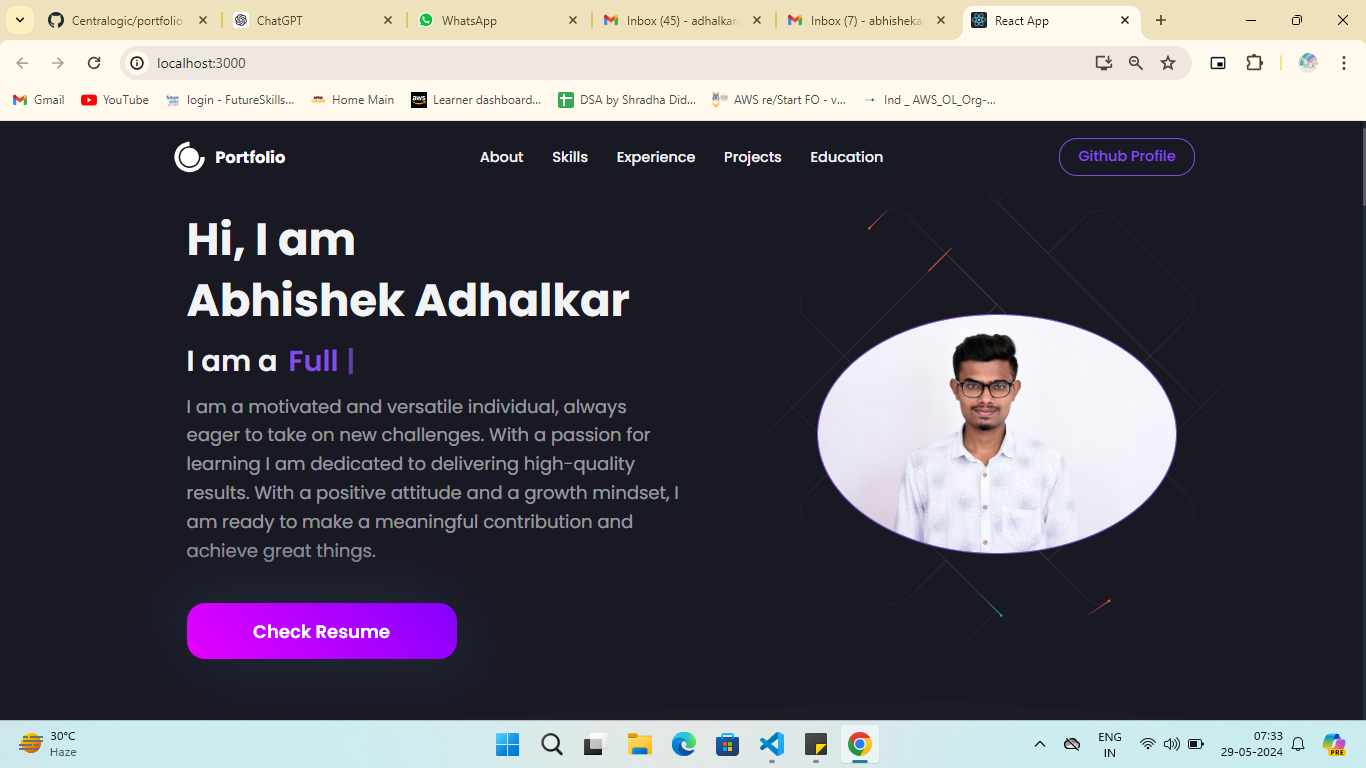 Centralogic/portfolio
ChatGPT
WhatsApp
Inbox (45) - adhalkar
Inbox (7) - abhisheka
React App
localhost:3000
Gmail
YouTube
login - FutureSkills...
Home Main
aws
Learner dashboard...
DSA by Shradha Did...
AWS re/Start FO - v...
Ind _ AWS_OL_Org-...
Portfolio
About
Skills
Experience
Projects
Education
Github Profile
Hi, I am
Abhishek Adhalkar
I am a Full |
I am a motivated and versatile individual, always
eager to take on new challenges. With a passion for
learning I am dedicated to delivering high-quality
results. With a positive attitude and a growth mindset, I
am ready to make a meaningful contribution and
achieve great things.
Check Resume
30°C
Haze
ENG
IN
07:33
29-05-2024
PRE